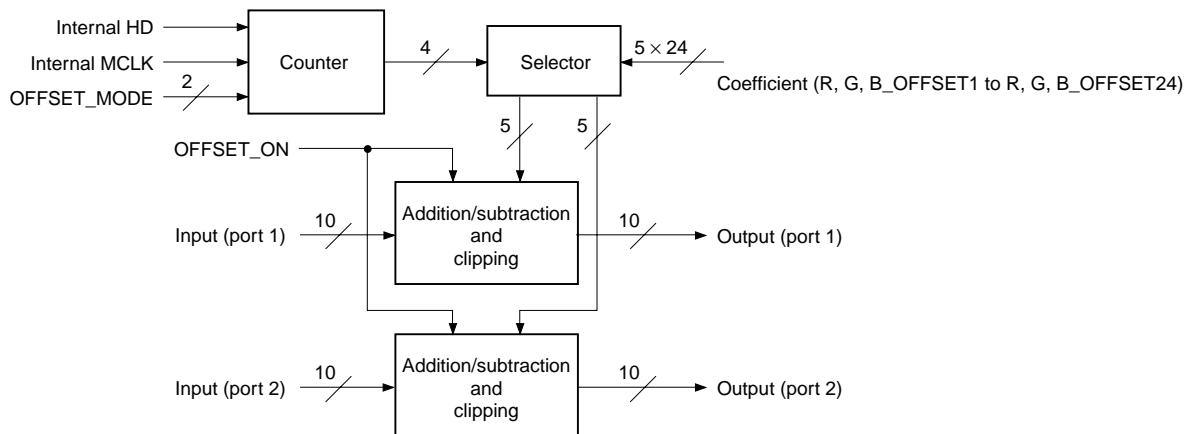 Internal HD
Internal MCLK
2
OFFSET_MODE
Counter
4
Selector
5 × 24
Coefficient (R, G, B_OFFSET1 to R, G, B_OFFSET24)
5
5
OFFSET_ON
Input (port 1)
10
Addition/subtraction
and
clipping
10
Output (port 1)
Input (port 2)
10
Addition/subtraction
and
clipping
10
Output (port 2)